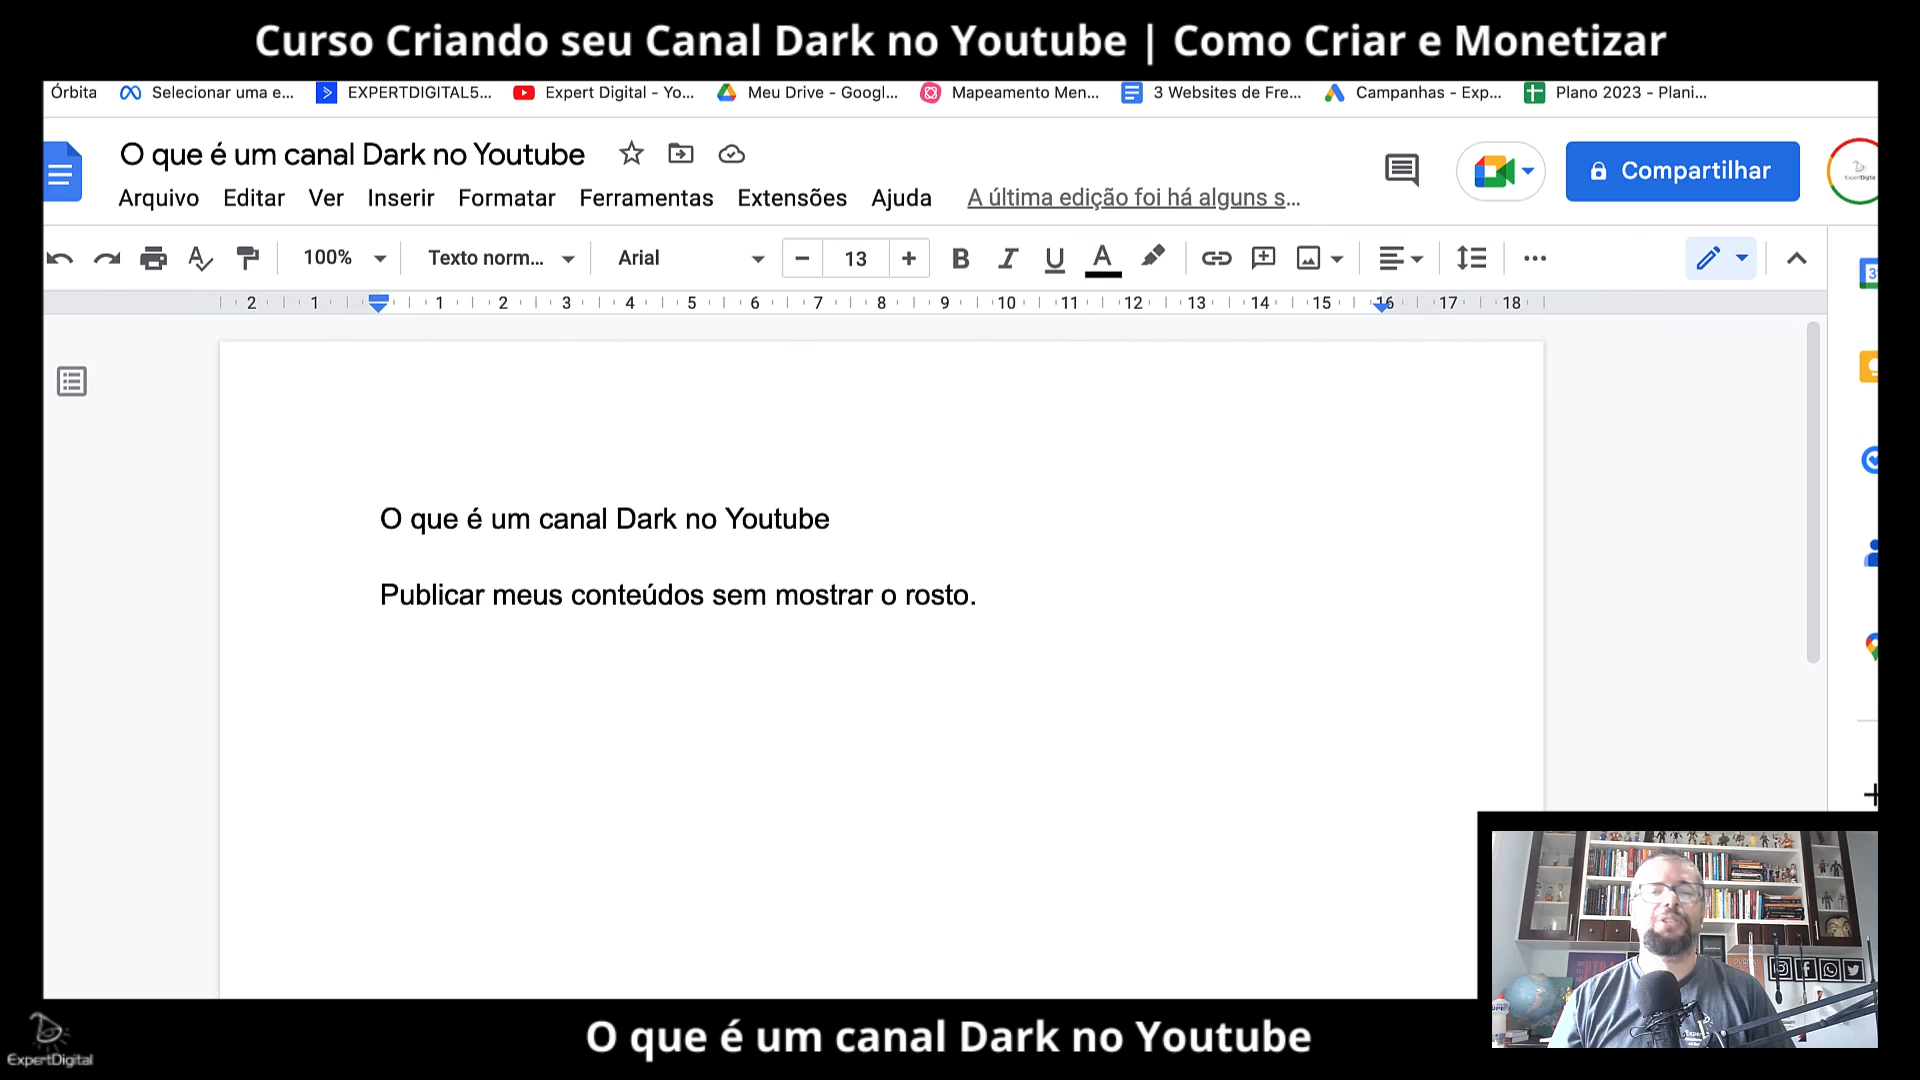 Curso Criando seu Canal Dark no Youtube | Como Criar e Monetizar
Órbita Selecionar uma e... EXPERTDIGITAL5... Expert Digital - Yo... Meu Drive - Googl... Mapeamento Men... 3 Websites de Fre... Campanhas - Exp... Plano 2023 - Plani...
O que é um canal Dark no Youtube
Compartilhar
Arquivo Editar Ver Inserir Formatar Ferramentas Extensões Ajuda A última edição foi há alguns s...
100% Texto norm... Arial 13 B I U A
2 1 1 2 3 4 5 6 7 8 9 10 11 12 13 14 15 16 17 18
O que é um canal Dark no Youtube
Publicar meus conteúdos sem mostrar o rosto.
O que é um canal Dark no Youtube
ExpertDigital